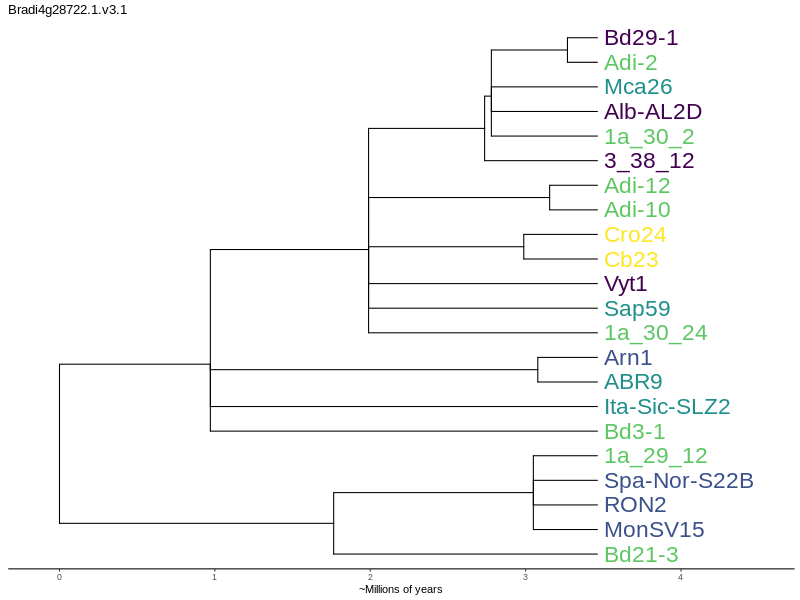 Bradi4g28722.1.v3.1
Bd29-1
Adi-2
Mca26
Alb-AL2D
1a_30_2
3_38_12
Adi-12
Adi-10
Cro24
Cb23
Vyt1
Sap59
1a_30_24
Arn1
ABR9
Ita-Sic-SLZ2
Bd3-1
1a_29_12
Spa-Nor-S22B
RON2
MonSV15
Bd21-3
0 1 2 3 4
~Millions of years